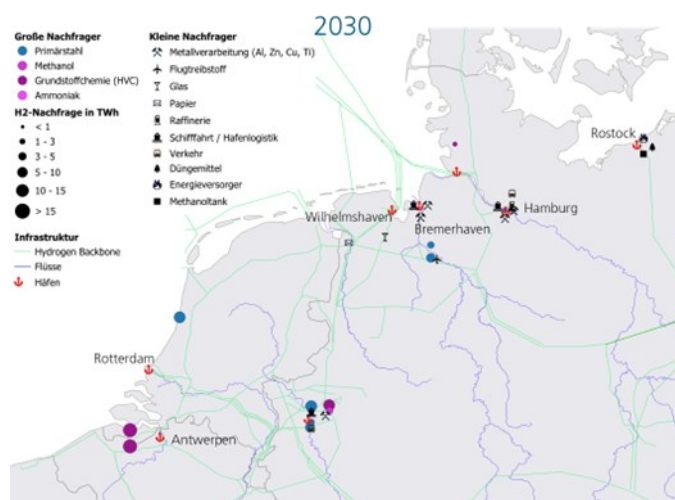 2030
Große Nachfrager
Primärstahl
Methanol
Grundstoffchemie (HVC)
Ammoniak
H2-Nachfrage in TWh
< 1
1 - 3
3 - 5
5 - 10
10 - 15
> 15
Infrastruktur
Hydrogen Backbone
Flüsse
Häfen
Kleine Nachfrager
Metallverarbeitung (Al, Zn, Cu, Ti)
Flugtreibstoff
Glas
Papier
Raffinerie
Schifffahrt / Hafenlogistik
Verkehr
Düngemittel
Energieversorger
Methanoltank
Rostock
Wilhelmshaven
Hamburg
Bremerhaven
Rotterdam
Antwerpen